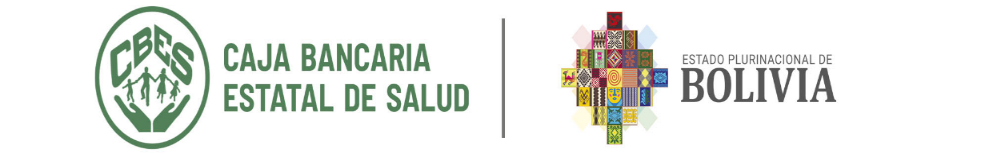 CBES
CAJA BANCARIA
ESTATAL DE SALUD
ESTADO PLURINACIONAL DE
BOLIVIA